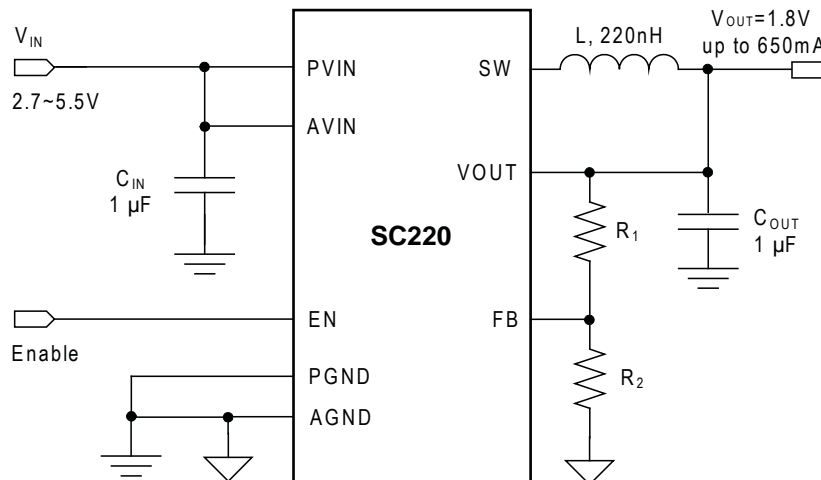 V_IN
2.7~5.5V
C_IN
1 µF
Enable
PVIN
AVIN
EN
PGND
AGND
SC220
SW
VOUT
FB
L, 220nH
V_OUT=1.8V
up to 650mA
R_1
R_2
C_OUT
1 µF